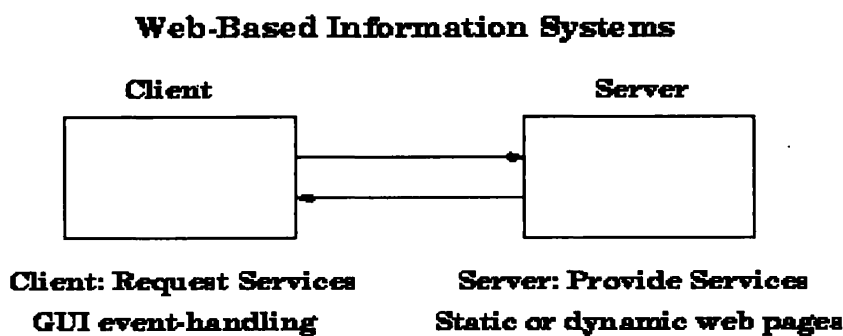 Web-Based Information Systems
Client
Server
Client: Request Services
GUI event-handling
Server: Provide Services
Static or dynamic web pages